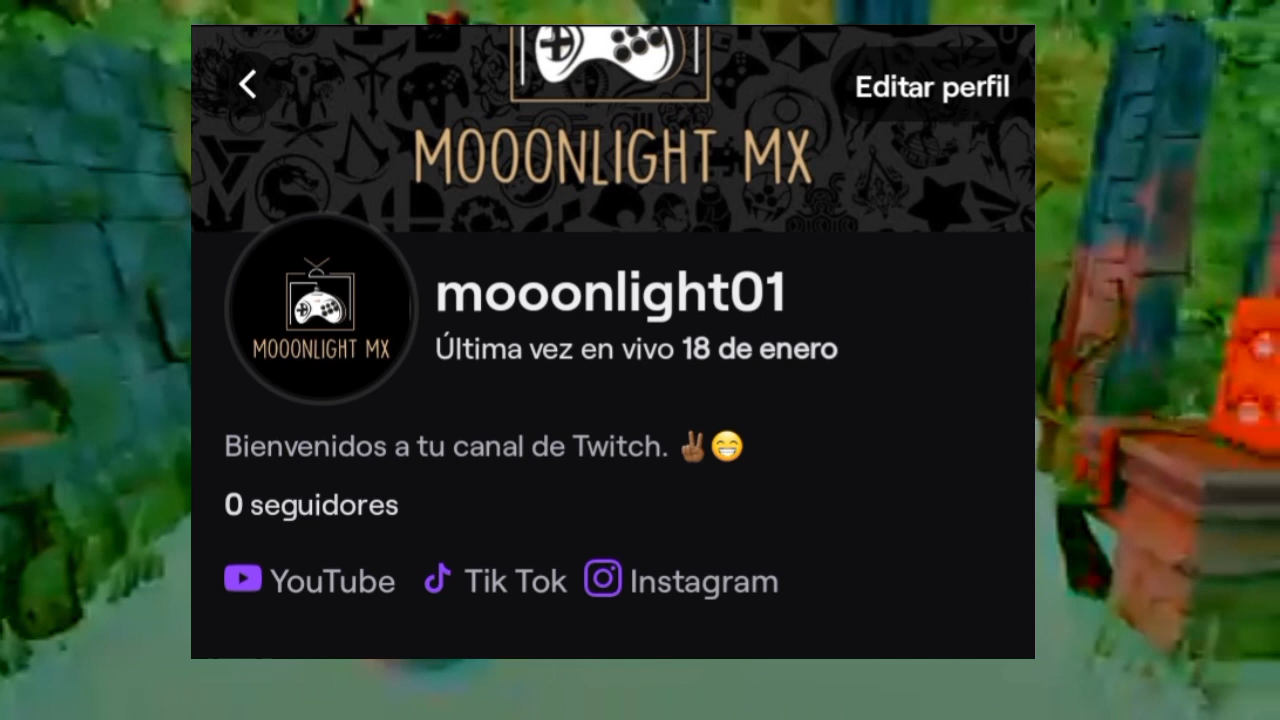 Editar perfil
MOOONLIGHT MX
MOOONLIGHT MX
mooonlight01
Última vez en vivo 18 de enero
Bienvenidos a tu canal de Twitch. ✌🏾😁
0 seguidores
YouTube Tik Tok Instagram